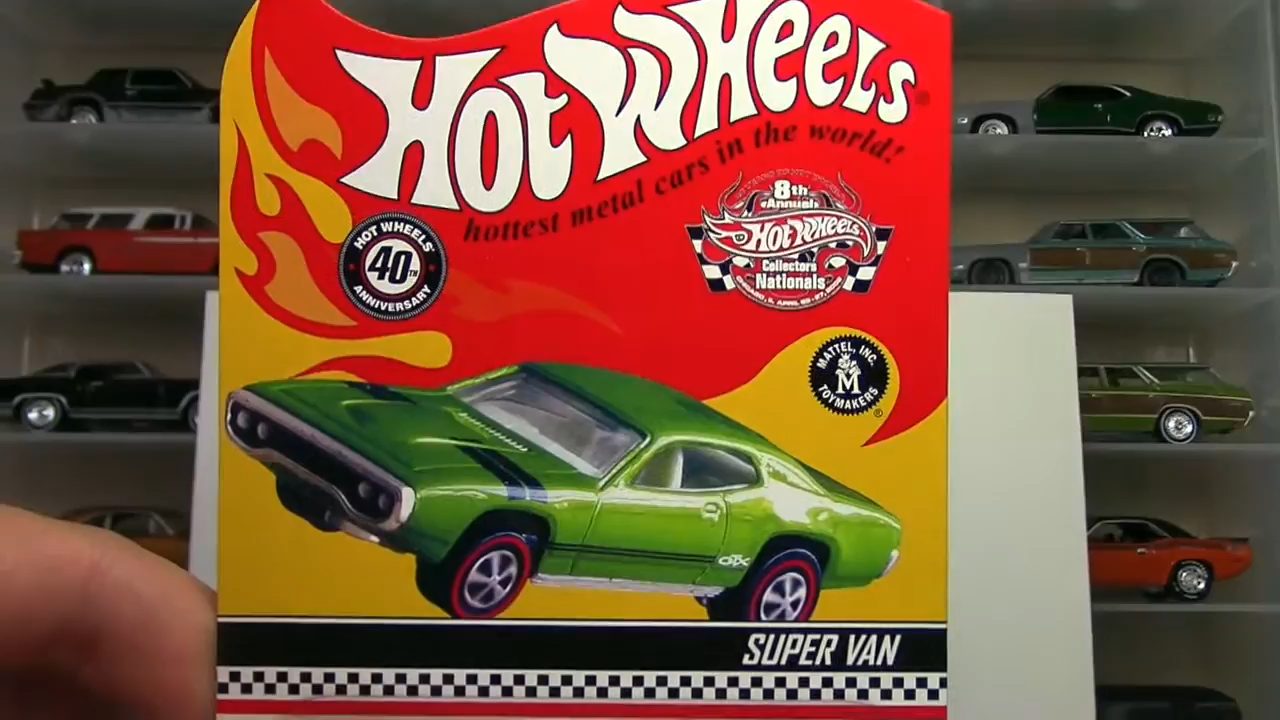 Hot Wheels
hottest metal cars in the world!
HOT WHEELS
40TH
ANNIVERSARY
8th
Annual
Hot Wheels
Collectors
Nationals
MATTEL, INC.
M
TOYMAKERS
®
GTX
SUPER VAN